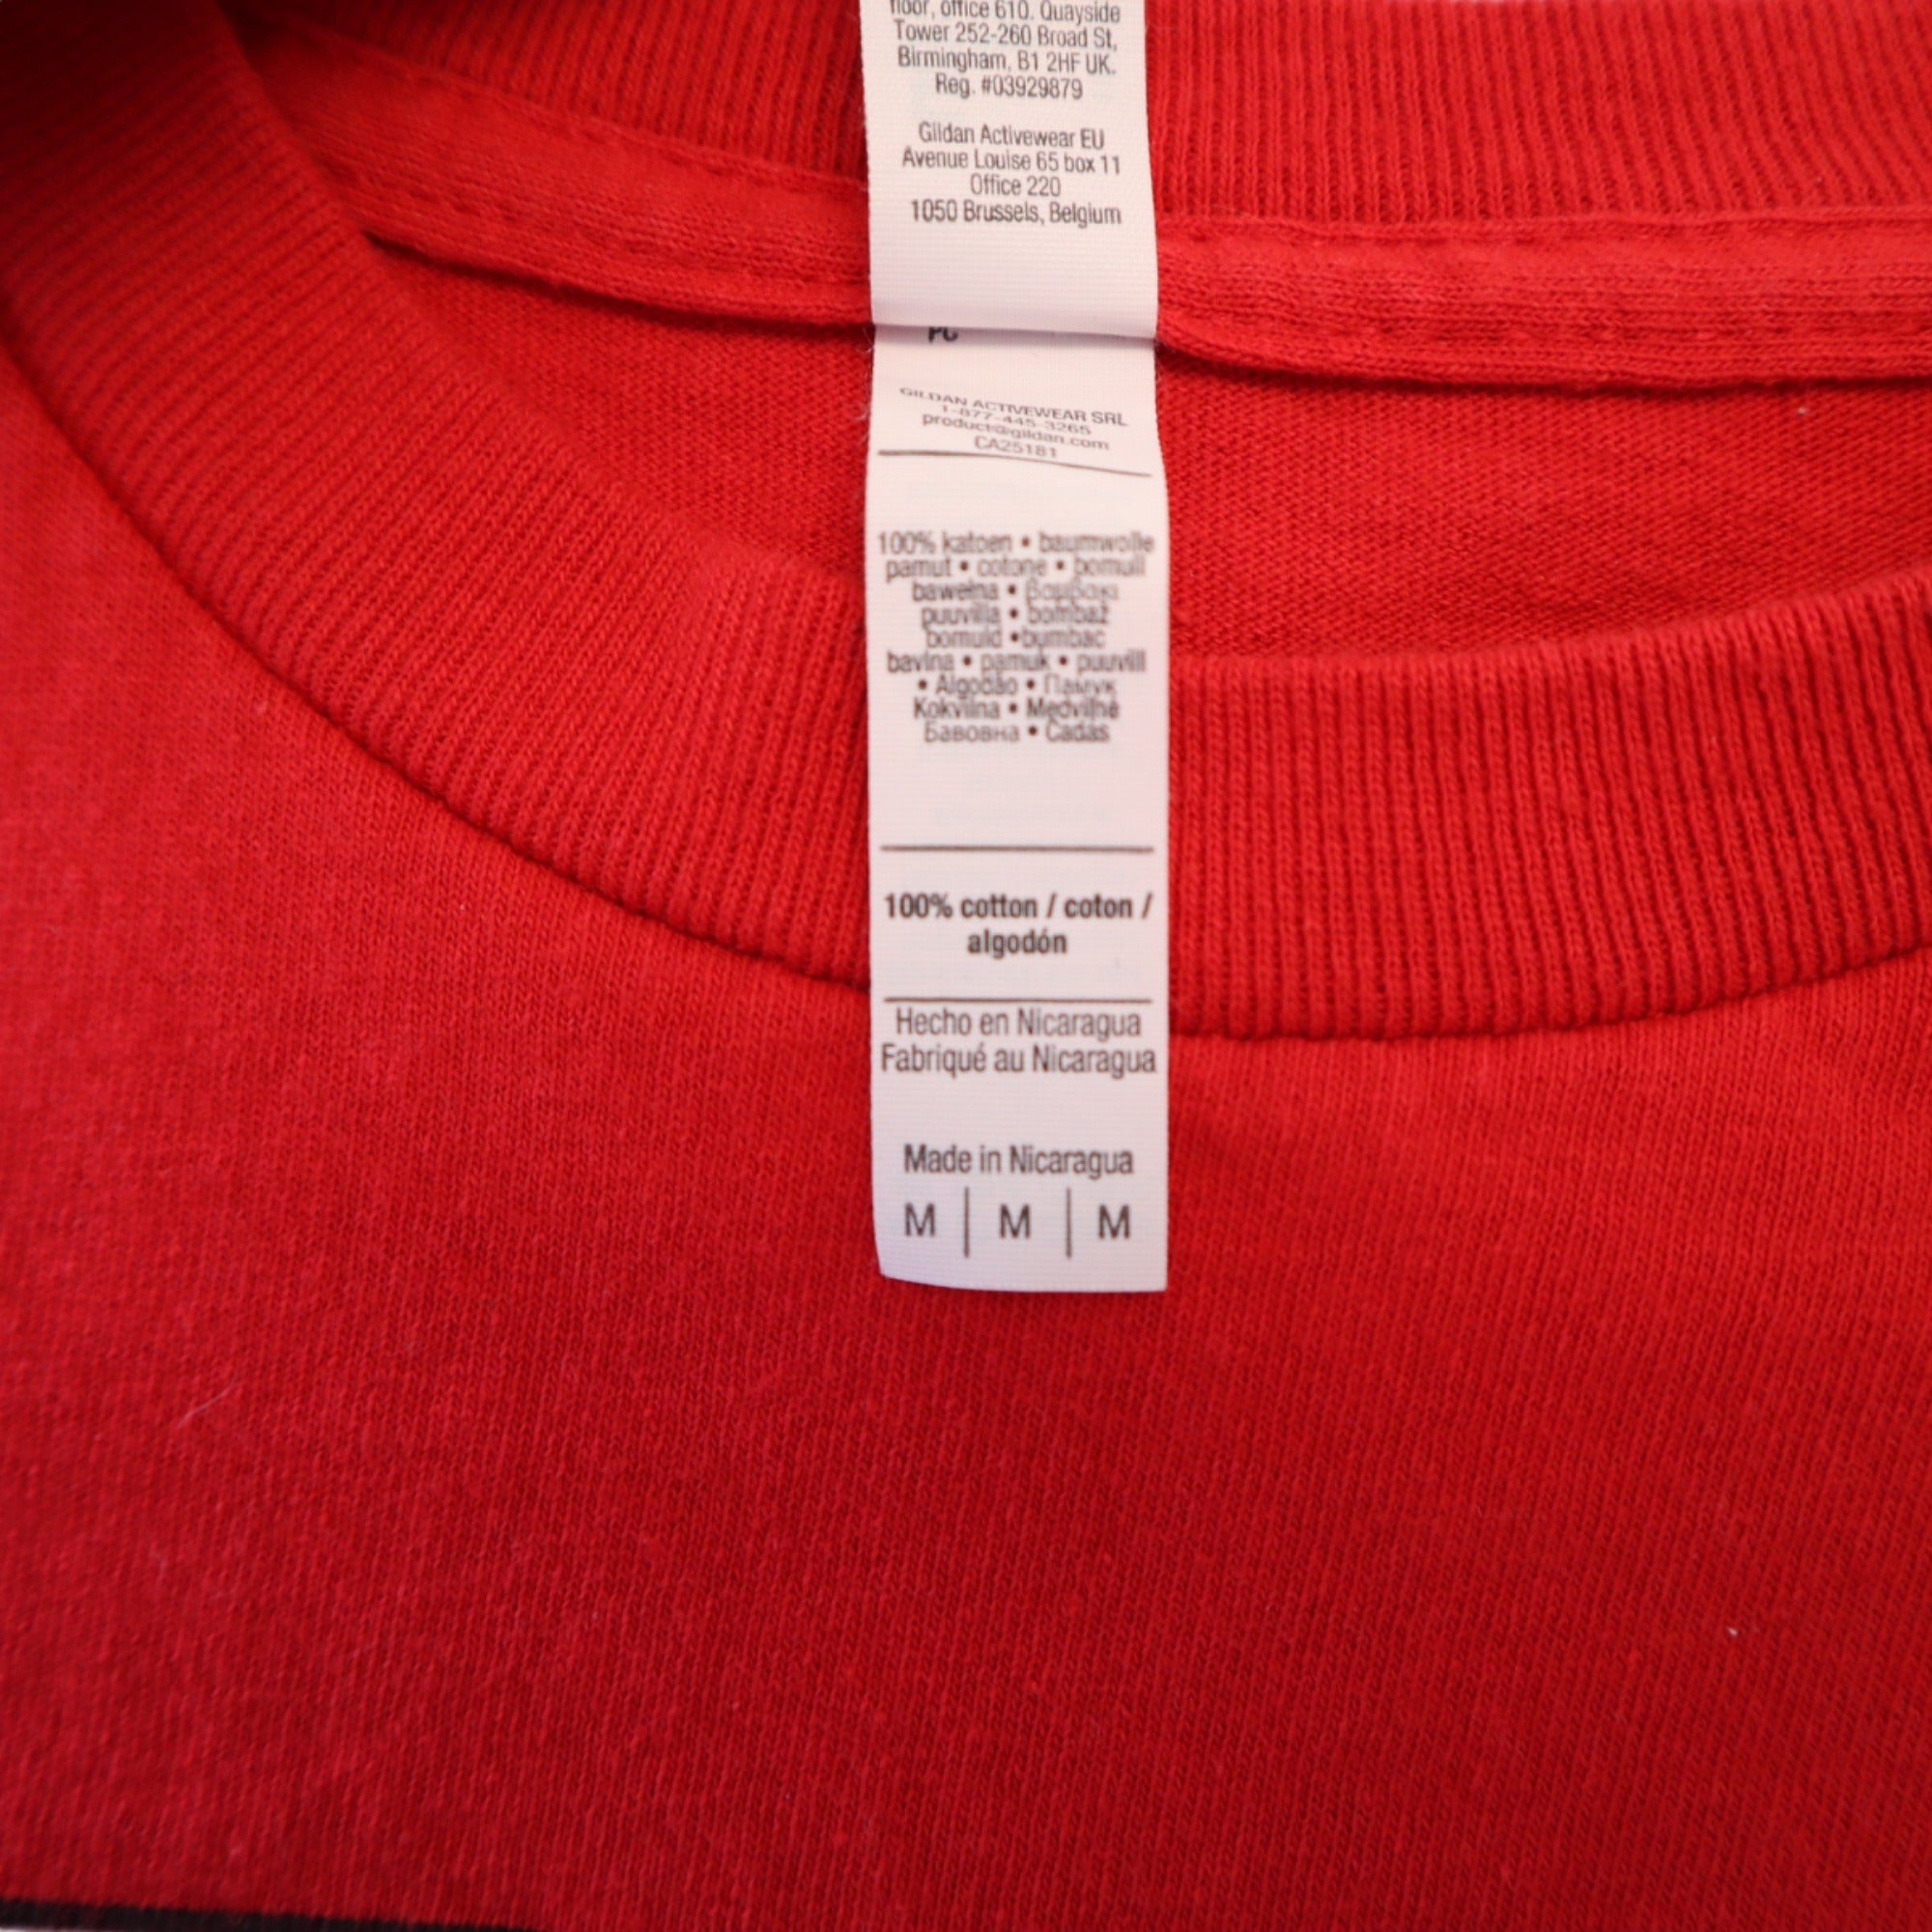 floor, office 610. Quayside
Tower 252-260 Broad St,
Birmingham, B1 2HF UK.
Reg. #03929879
Gildan Activewear EU
Avenue Louise 65 box 11
Office 220
1050 Brussels, Belgium
PC
GILDAN ACTIVEWEAR SRL
1-877-445-3265
product@gildan.com
CA25181
100% katoen • baumwolle
pamut • cotone • bomull
bawełna • βαμβάκι
puuvilla • bombaž
bomuld •bumbac
bavlna • pamuk • puuvill
• Algodão • Памук
Kokvilna • Medvilnė
Бавовна • Cadás
100% cotton / coton /
algodón
Hecho en Nicaragua
Fabriqué au Nicaragua
Made in Nicaragua
M | M | M